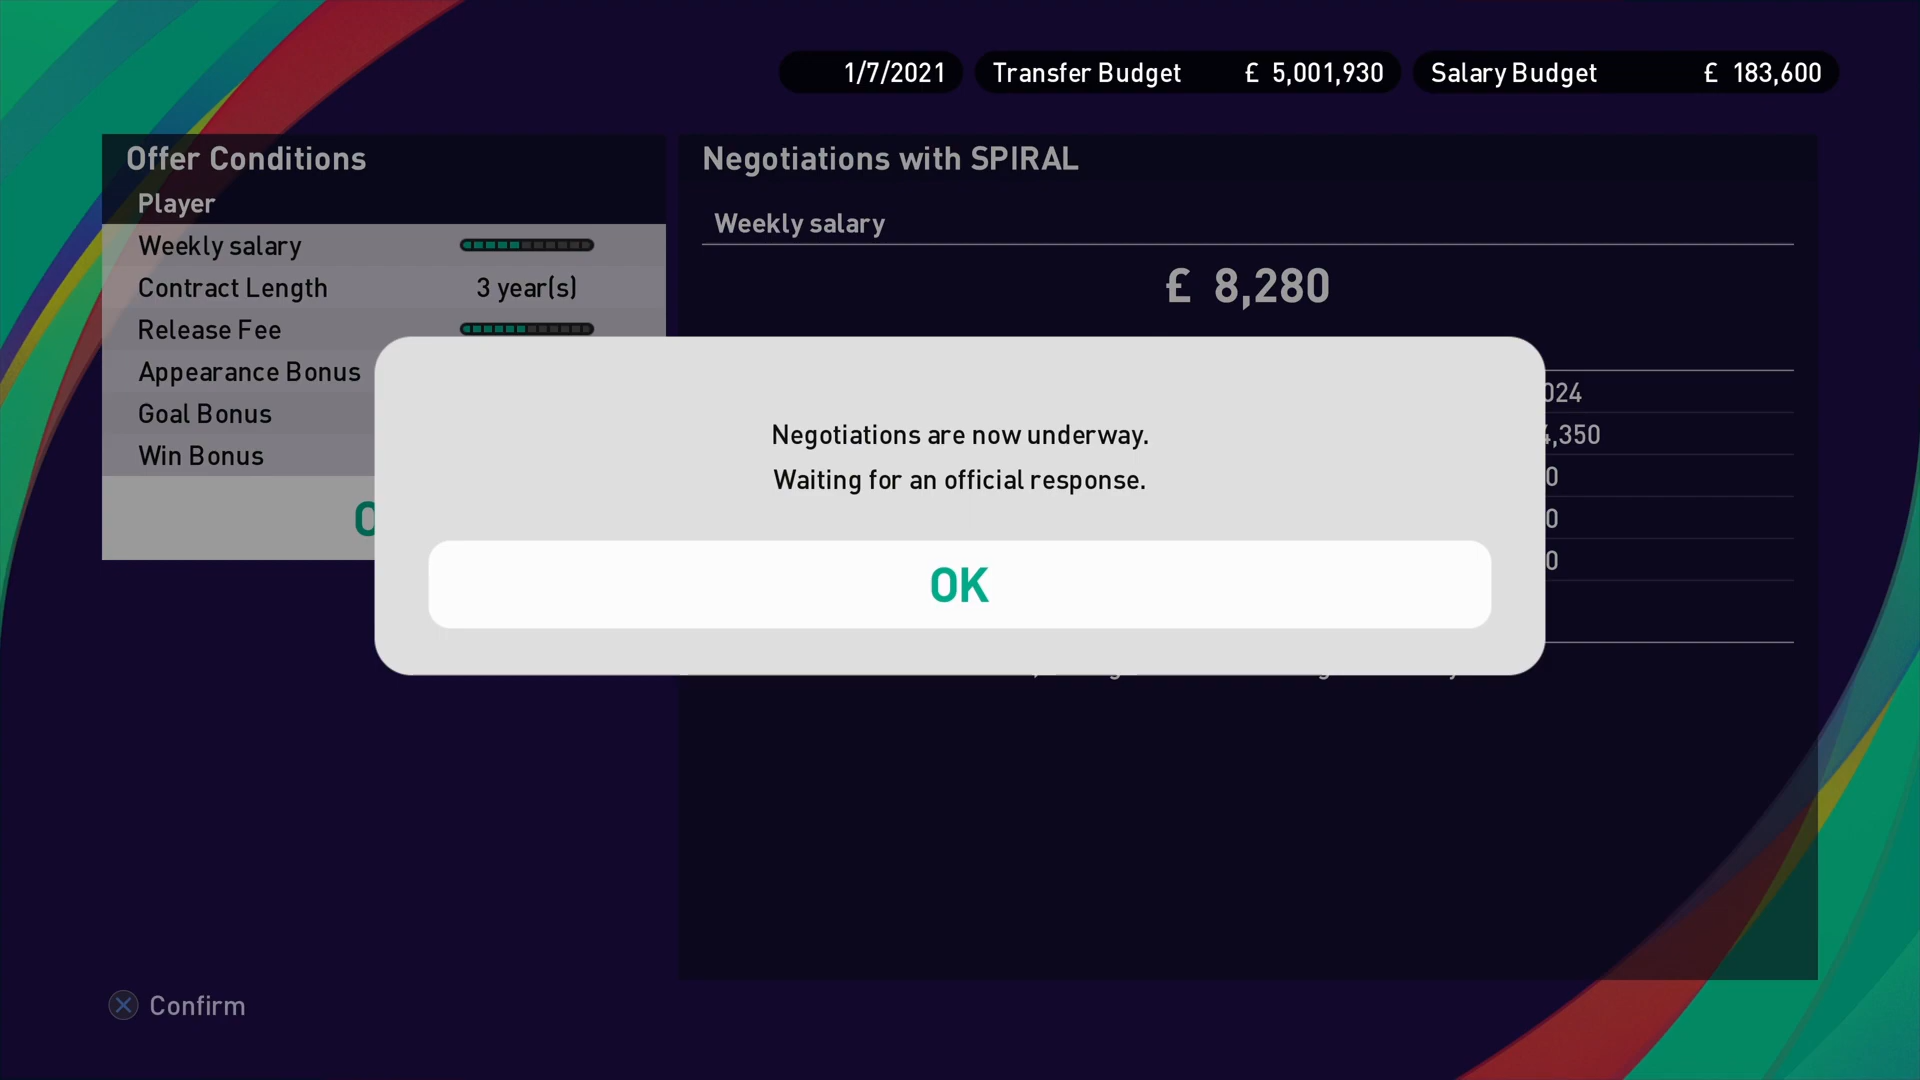 1/7/2021 Transfer Budget £ 5,001,930 Salary Budget £ 183,600
Offer Conditions
Player
Weekly salary
Contract Length 3 year(s)
Release Fee
Appearance Bonus
Goal Bonus
Win Bonus
Negotiations with SPIRAL
Weekly salary
£ 8,280
Negotiations are now underway.
Waiting for an official response.
OK
Confirm